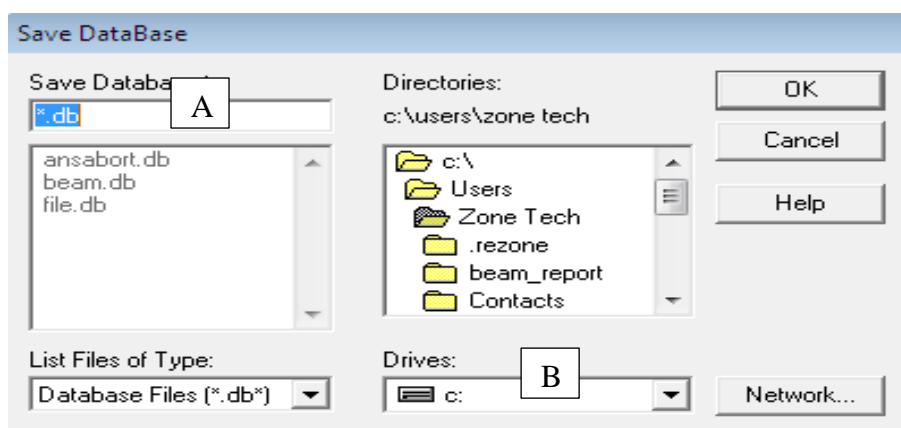 Save DataBase
Save Databa
A
*.db
ansabort.db
beam.db
file.db
List Files of Type:
Database Files (*.db*)
Directories:
c:\users\zone tech
c:\
Users
Zone Tech
.rezone
beam_report
Contacts
Drives:
B
c:
OK
Cancel
Help
Network...